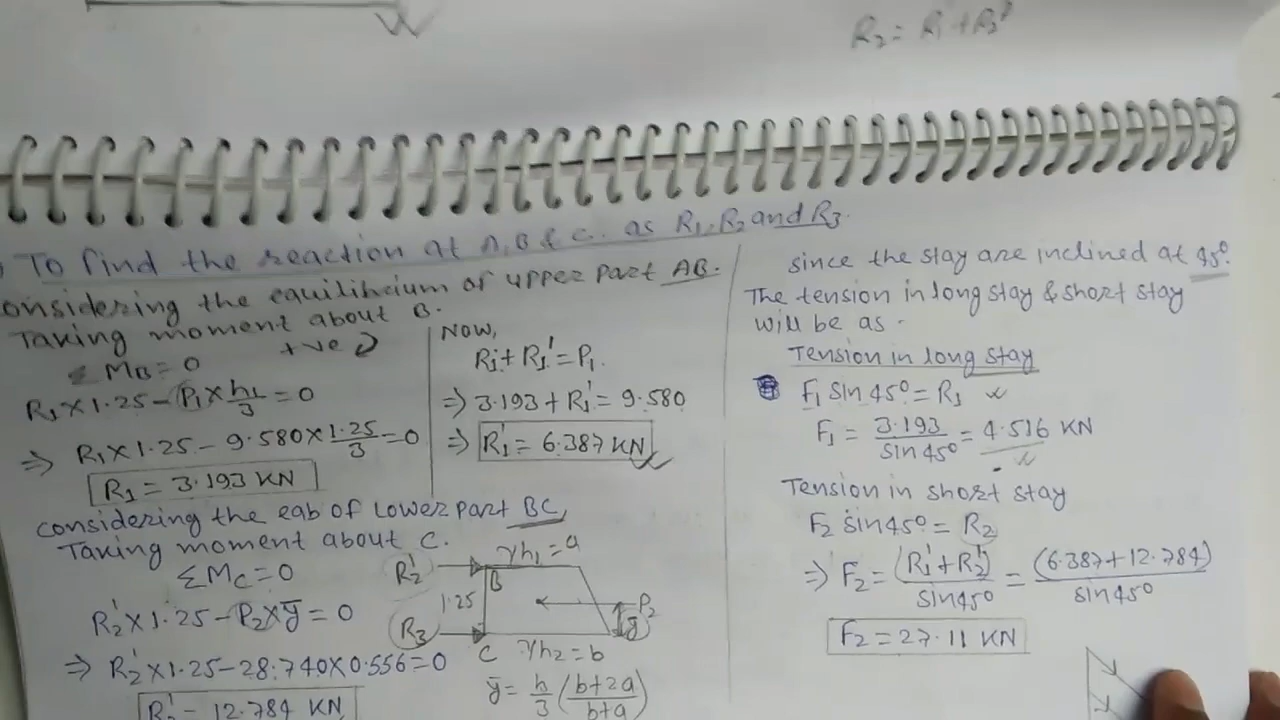 W
R₂ = R₁' + R₂'
To find the reaction at A, B & C. as R₁, R₂ and R₃.
onsidering the equilibrium of upper part AB.
Taking moment about B.
+ve
Σ M_B = 0
R₁ × 1.25 - P₁ × h₁/3 = 0
⇒ R₁ × 1.25 - 9.580 × 1.25/3 = 0
R₁ = 3.193 KN
NOW,
R₁ + R₁' = P₁
⇒ 3.193 + R₁' = 9.580
⇒ R₁' = 6.387 KN
considering the eqb of lower part BC,
Taking moment about C.
ΣM_C = 0
R₂' × 1.25 - P₂ × ȳ = 0
⇒ R₂' × 1.25 - 28.740 × 0.556 = 0
R₂' = 12.784 KN
γh₁ = a
R₂'
B
1.25
P₂
ȳ
R₃
C γh₂ = b
ȳ = h/3 (b+2a/b+a)
since the stay are inclined at 45°
The tension in long stay & short stay
will be as -
Tension in long stay
F₁ sin 45° = R₁
F₁ = 3.193/sin 45° = 4.516 KN
Tension in short stay
F₂ sin 45° = R₂
⇒ F₂ = (R₁' + R₂')/sin 45° = (6.387 + 12.784)/sin 45°
F₂ = 27.11 KN